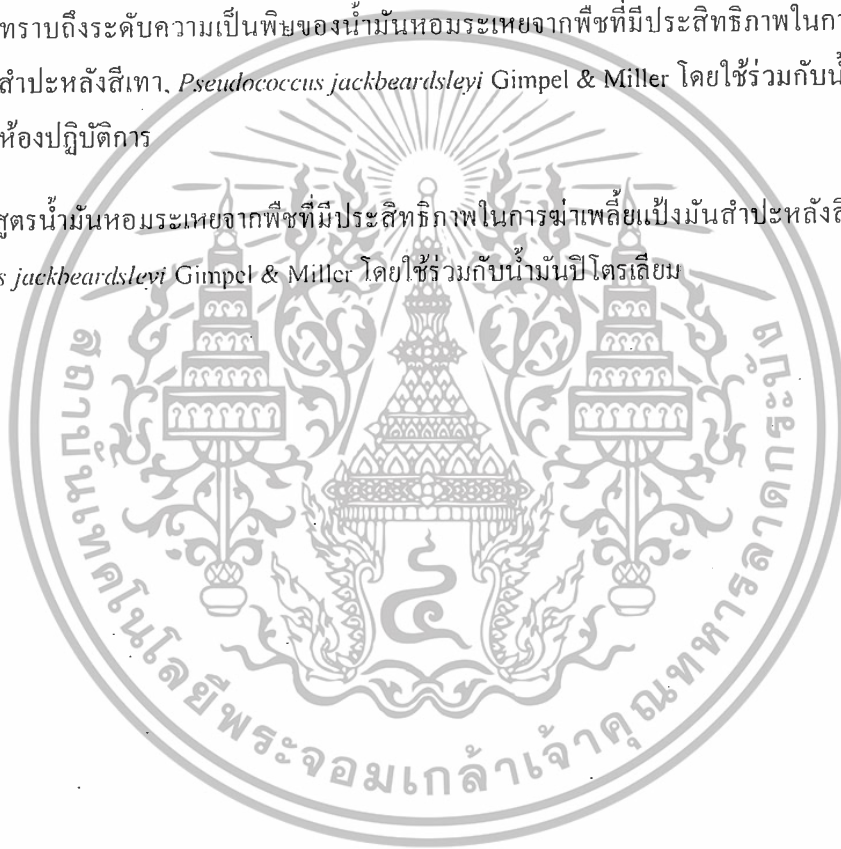 ทราบถึงระดับความเป็นพิษของน้ำมันหอมระเหยจากพืชที่มีประสิทธิภาพในกา
สำปะหลังสีเทา, Pseudococcus jackbeardsleyi Gimpel & Miller โดยใช้ร่วมกับน้
ห้องปฏิบัติการ
สูตรน้ำมันหอมระเหยจากพืชที่มีประสิทธิภาพในการฆ่าเพลี้ยแป้งมันสำปะหลังสี
s jackbeardsleyi Gimpel & Miller โดยใช้ร่วมกับน้ำมันปิโตรเลียม
สถาบันเทคโนโลยีพระจอมเกล้าเจ้าคุณทหารลาดกระบัง